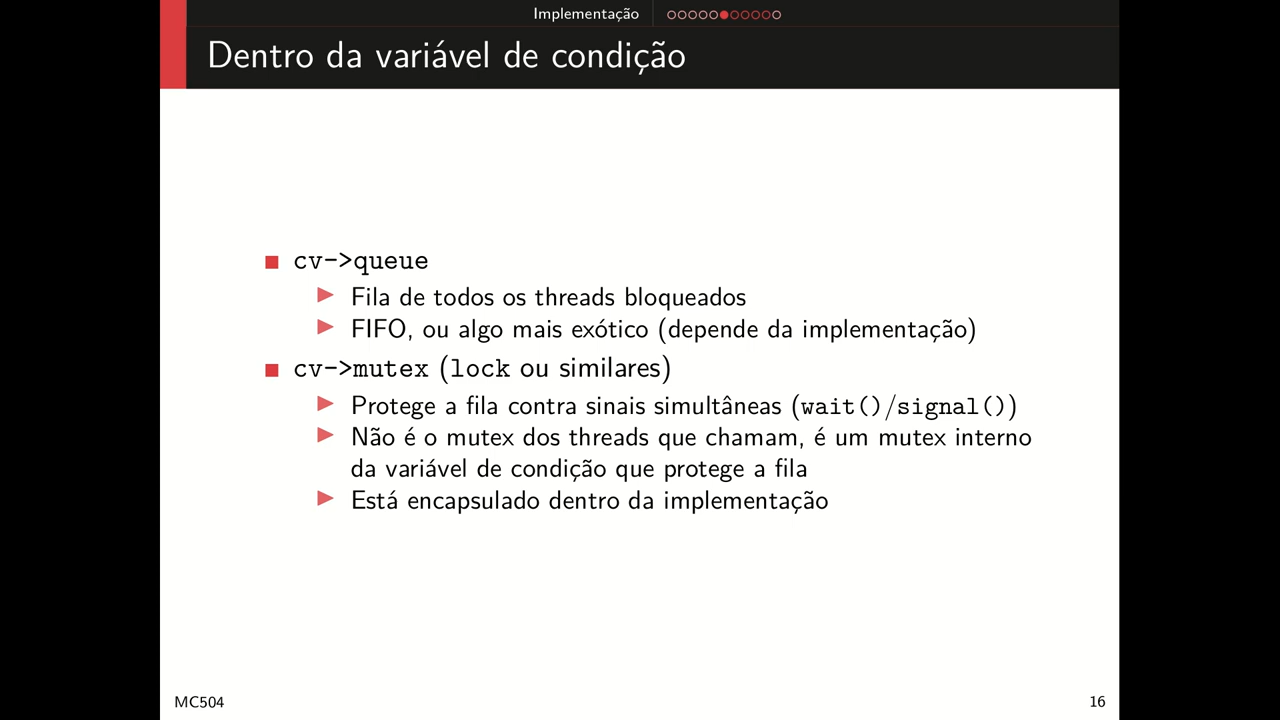 Implementação
Dentro da variável de condição
cv->queue
Fila de todos os threads bloqueados
FIFO, ou algo mais exótico (depende da implementação)
cv->mutex (lock ou similares)
Protege a fila contra sinais simultâneas (wait()/signal())
Não é o mutex dos threads que chamam, é um mutex interno
da variável de condição que protege a fila
Está encapsulado dentro da implementação
MC504
16